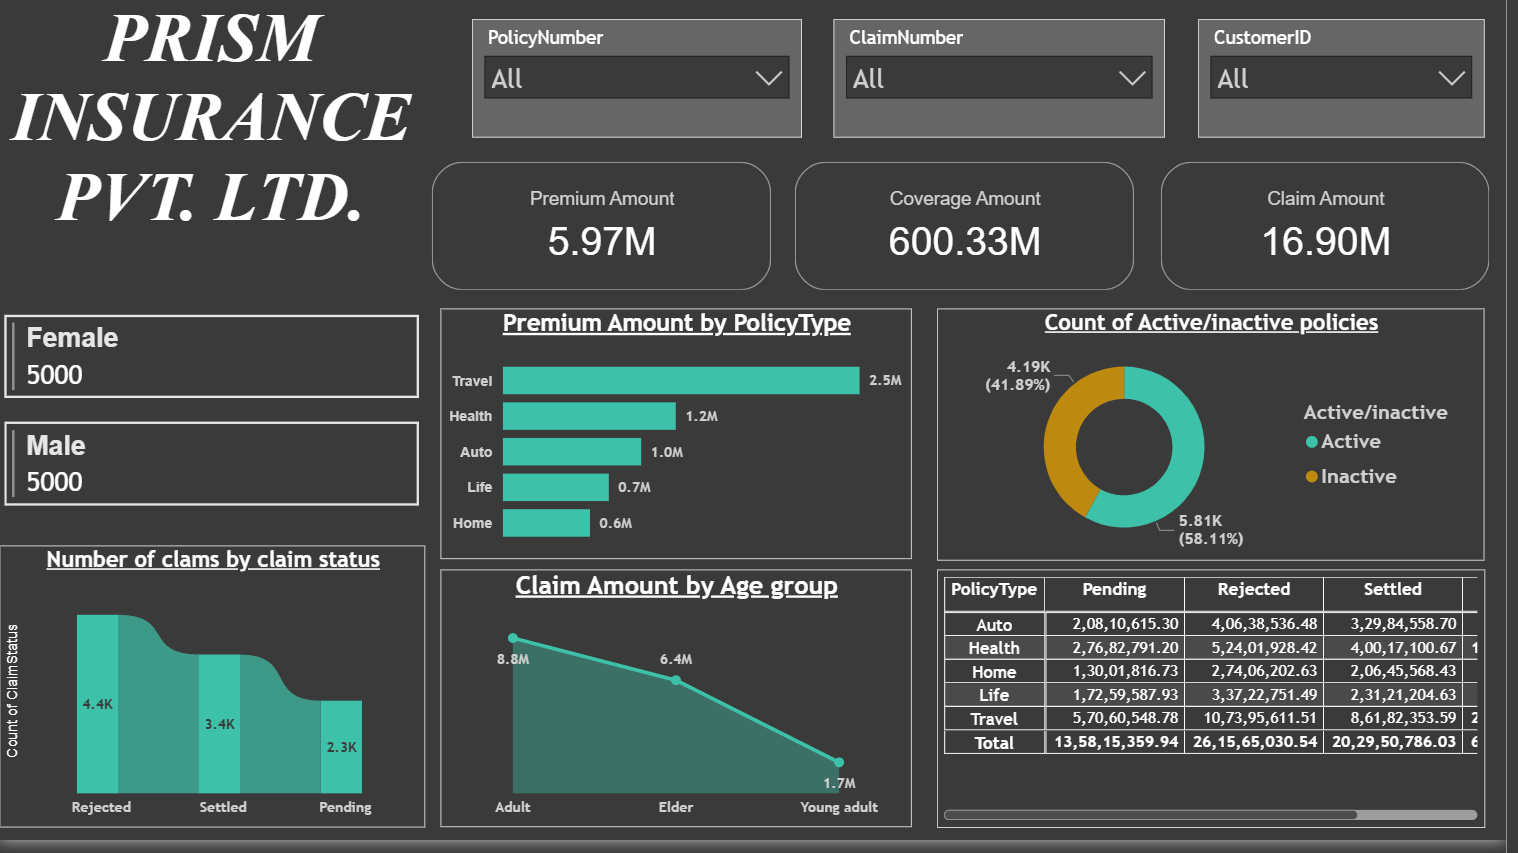 PRISM
INSURANCE
PVT. LTD.
PolicyNumber
All
ClaimNumber
All
CustomerID
All
Premium Amount
5.97M
Coverage Amount
600.33M
Claim Amount
16.90M
Female
5000
Male
5000
Premium Amount by PolicyType
Travel 2.5M
Health 1.2M
Auto 1.0M
Life 0.7M
Home 0.6M
Count of Active/inactive policies
4.19K
(41.89%)
5.81K
(58.11%)
Active/inactive
Active
Inactive
Number of clams by claim status
Count of ClaimStatus
4.4K
3.4K
2.3K
Rejected Settled Pending
Claim Amount by Age group
8.8M
6.4M
1.7M
Adult Elder Young adult
PolicyType Pending Rejected Settled
Auto 2,08,10,615.30 4,06,38,536.48 3,29,84,558.70
Health 2,76,82,791.20 5,24,01,928.42 4,00,17,100.67 1
Home 1,30,01,816.73 2,74,06,202.63 2,06,45,568.43
Life 1,72,59,587.93 3,37,22,751.49 2,31,21,204.63
Travel 5,70,60,548.78 10,73,95,611.51 8,61,82,353.59 2
Total 13,58,15,359.94 26,15,65,030.54 20,29,50,786.03 6